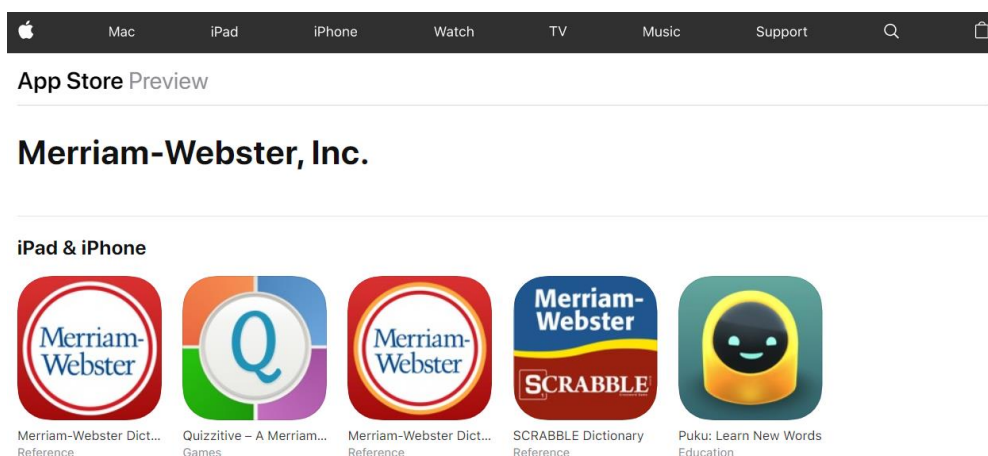 Mac iPad iPhone Watch TV Music Support
App Store Preview
Merriam-Webster, Inc.
iPad & iPhone
Merriam-
Webster
Q
Merriam-
Webster
Merriam-
Webster
SCRABBLE
Merriam-Webster Dict...
Reference
Quizzitive – A Merriam...
Games
Merriam-Webster Dict...
Reference
SCRABBLE Dictionary
Reference
Puku: Learn New Words
Education